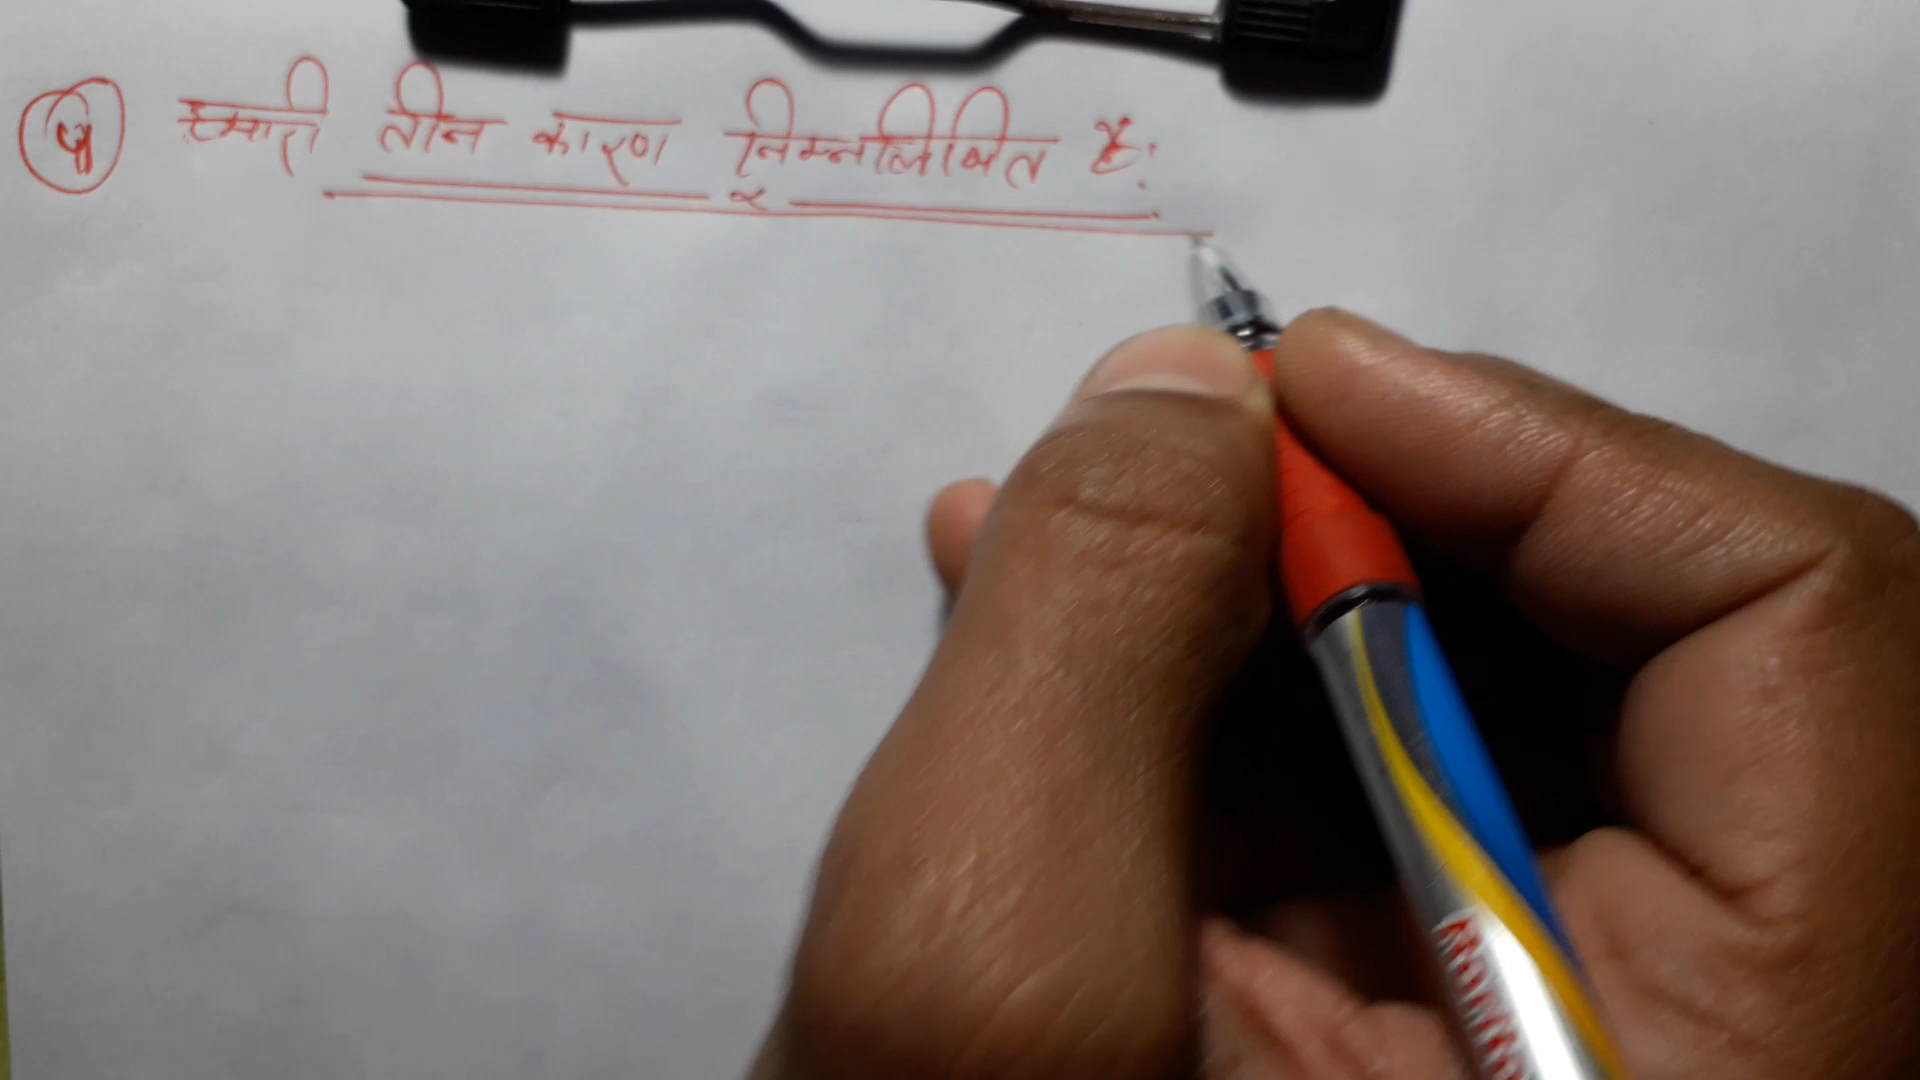 हमारी तीन कारण निम्नलिखित है: